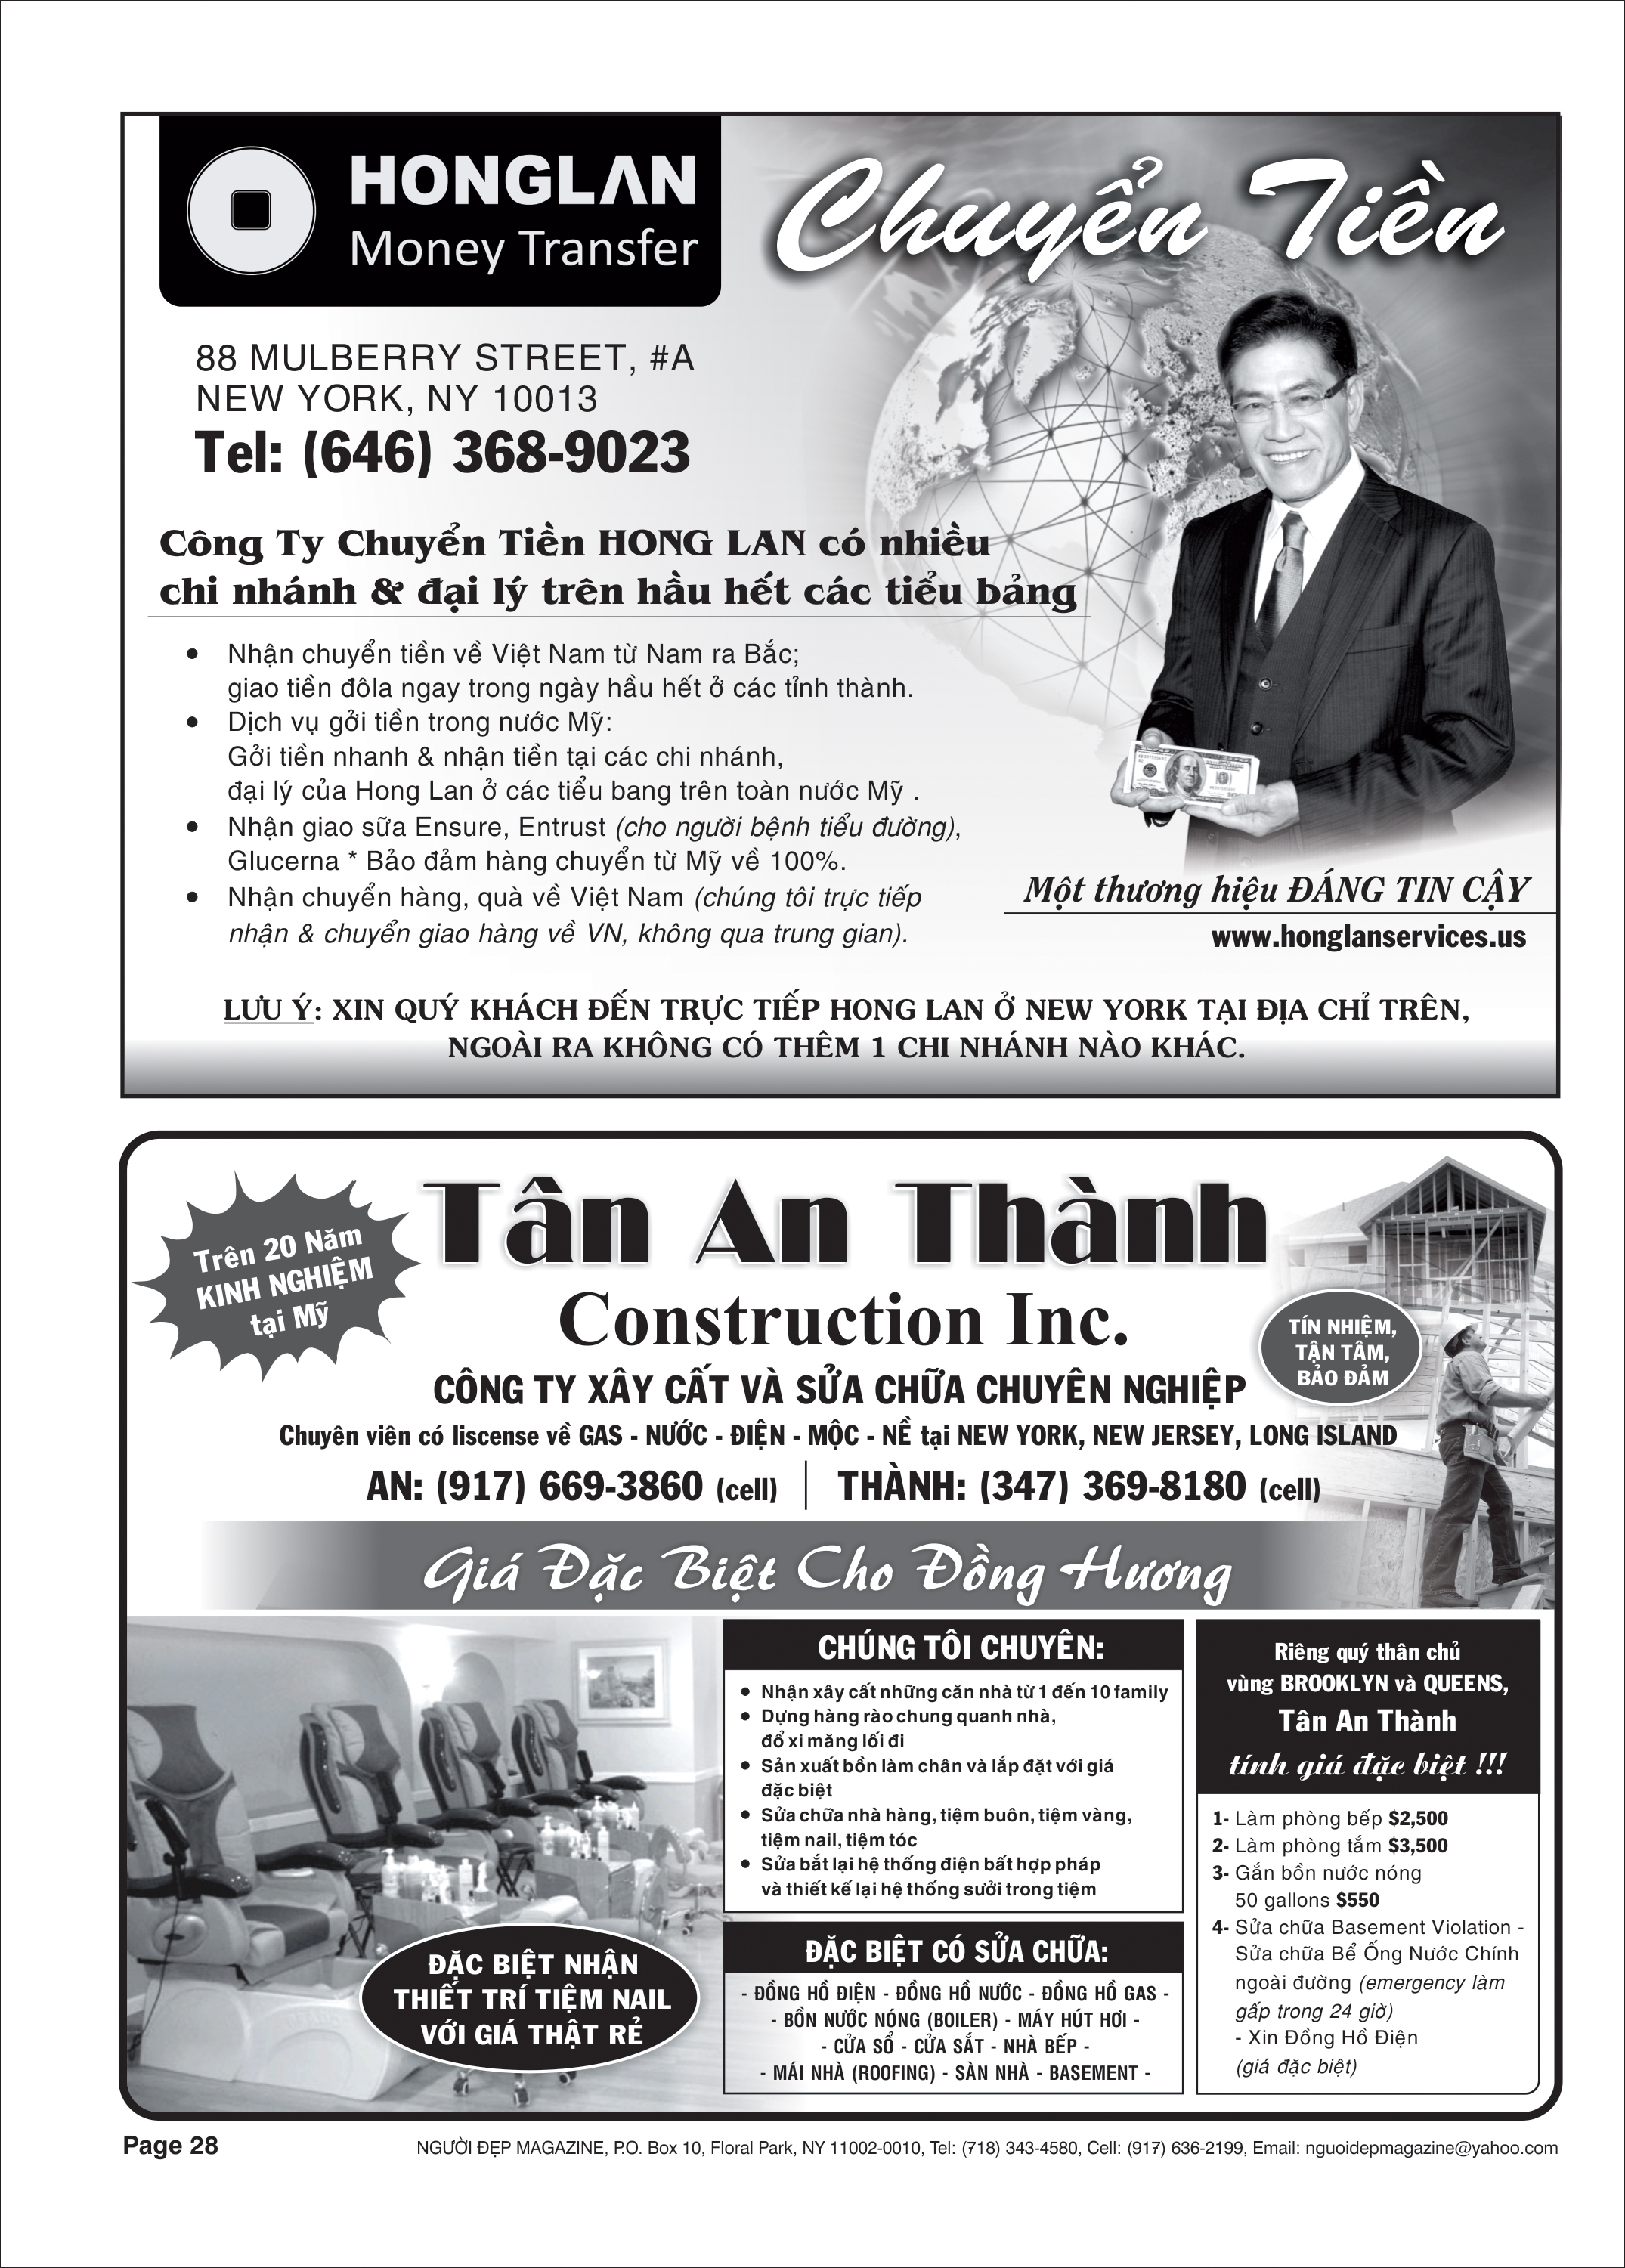 HONGLAN
Money Transfer
Chuyển Tiền
88 MULBERRY STREET, #A
NEW YORK, NY 10013
Tel: (646) 368-9023
Công Ty Chuyển Tiền HONG LAN có nhiều
chi nhánh & đại lý trên hầu hết các tiểu bảng
• Nhận chuyển tiền về Việt Nam từ Nam ra Bắc;
giao tiền đôla ngay trong ngày hầu hết ở các tỉnh thành.
• Dịch vụ gởi tiền trong nước Mỹ:
Gởi tiền nhanh & nhận tiền tại các chi nhánh,
đại lý của Hong Lan ở các tiểu bang trên toàn nước Mỹ .
• Nhận giao sữa Ensure, Entrust (cho người bệnh tiểu đường),
Glucerna * Bảo đảm hàng chuyển từ Mỹ về 100%.
• Nhận chuyển hàng, quà về Việt Nam (chúng tôi trực tiếp
nhận & chuyển giao hàng về VN, không qua trung gian).
Một thương hiệu ĐÁNG TIN CẬY
www.honglanservices.us
LƯU Ý: XIN QUÝ KHÁCH ĐẾN TRỰC TIẾP HONG LAN Ở NEW YORK TẠI ĐỊA CHỈ TRÊN,
NGOÀI RA KHÔNG CÓ THÊM 1 CHI NHÁNH NÀO KHÁC.
Trên 20 Năm
KINH NGHIỆM
tại Mỹ
Tân An Thành
Construction Inc.
TÍN NHIỆM,
TẬN TÂM,
BẢO ĐẢM
CÔNG TY XÂY CẤT VÀ SỬA CHỮA CHUYÊN NGHIỆP
Chuyên viên có liscense về GAS - NƯỚC - ĐIỆN - MỘC - NỀ tại NEW YORK, NEW JERSEY, LONG ISLAND
AN: (917) 669-3860 (cell) | THÀNH: (347) 369-8180 (cell)
Giá Đặc Biệt Cho Đồng Hương
ĐẶC BIỆT NHẬN
THIẾT TRÍ TIỆM NAIL
VỚI GIÁ THẬT RẺ
CHÚNG TÔI CHUYÊN:
• Nhận xây cất những căn nhà từ 1 đến 10 family
• Dựng hàng rào chung quanh nhà,
đổ xi măng lối đi
• Sản xuất bồn làm chân và lắp đặt với giá
đặc biệt
• Sửa chữa nhà hàng, tiệm buôn, tiệm vàng,
tiệm nail, tiệm tóc
• Sửa bắt lại hệ thống điện bất hợp pháp
và thiết kế lại hệ thống sưởi trong tiệm
ĐẶC BIỆT CÓ SỬA CHỮA:
- ĐỒNG HỒ ĐIỆN - ĐỒNG HỒ NƯỚC - ĐỒNG HỒ GAS -
- BỒN NƯỚC NÓNG (BOILER) - MÁY HÚT HƠI -
- CỬA SỔ - CỬA SẮT - NHÀ BẾP -
- MÁI NHÀ (ROOFING) - SÀN NHÀ - BASEMENT -
Riêng quý thân chủ
vùng BROOKLYN và QUEENS,
Tân An Thành
tính giá đặc biệt !!!
1- Làm phòng bếp $2,500
2- Làm phòng tắm $3,500
3- Gắn bồn nước nóng
50 gallons $550
4- Sửa chữa Basement Violation -
Sửa chữa Bể Ống Nước Chính
ngoài đường (emergency làm
gấp trong 24 giờ)
- Xin Đồng Hồ Điện
(giá đặc biệt)
Page 28
NGƯỜI ĐẸP MAGAZINE, P.O. Box 10, Floral Park, NY 11002-0010, Tel: (718) 343-4580, Cell: (917) 636-2199, Email: nguoidepmagazine@yahoo.com